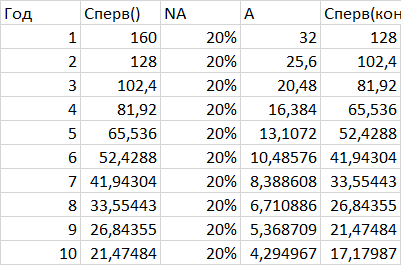 Год Сперв() NA A Сперв(кон
1 160 20% 32 128
2 128 20% 25,6 102,4
3 102,4 20% 20,48 81,92
4 81,92 20% 16,384 65,536
5 65,536 20% 13,1072 52,4288
6 52,4288 20% 10,48576 41,94304
7 41,94304 20% 8,388608 33,55443
8 33,55443 20% 6,710886 26,84355
9 26,84355 20% 5,368709 21,47484
10 21,47484 20% 4,294967 17,17987